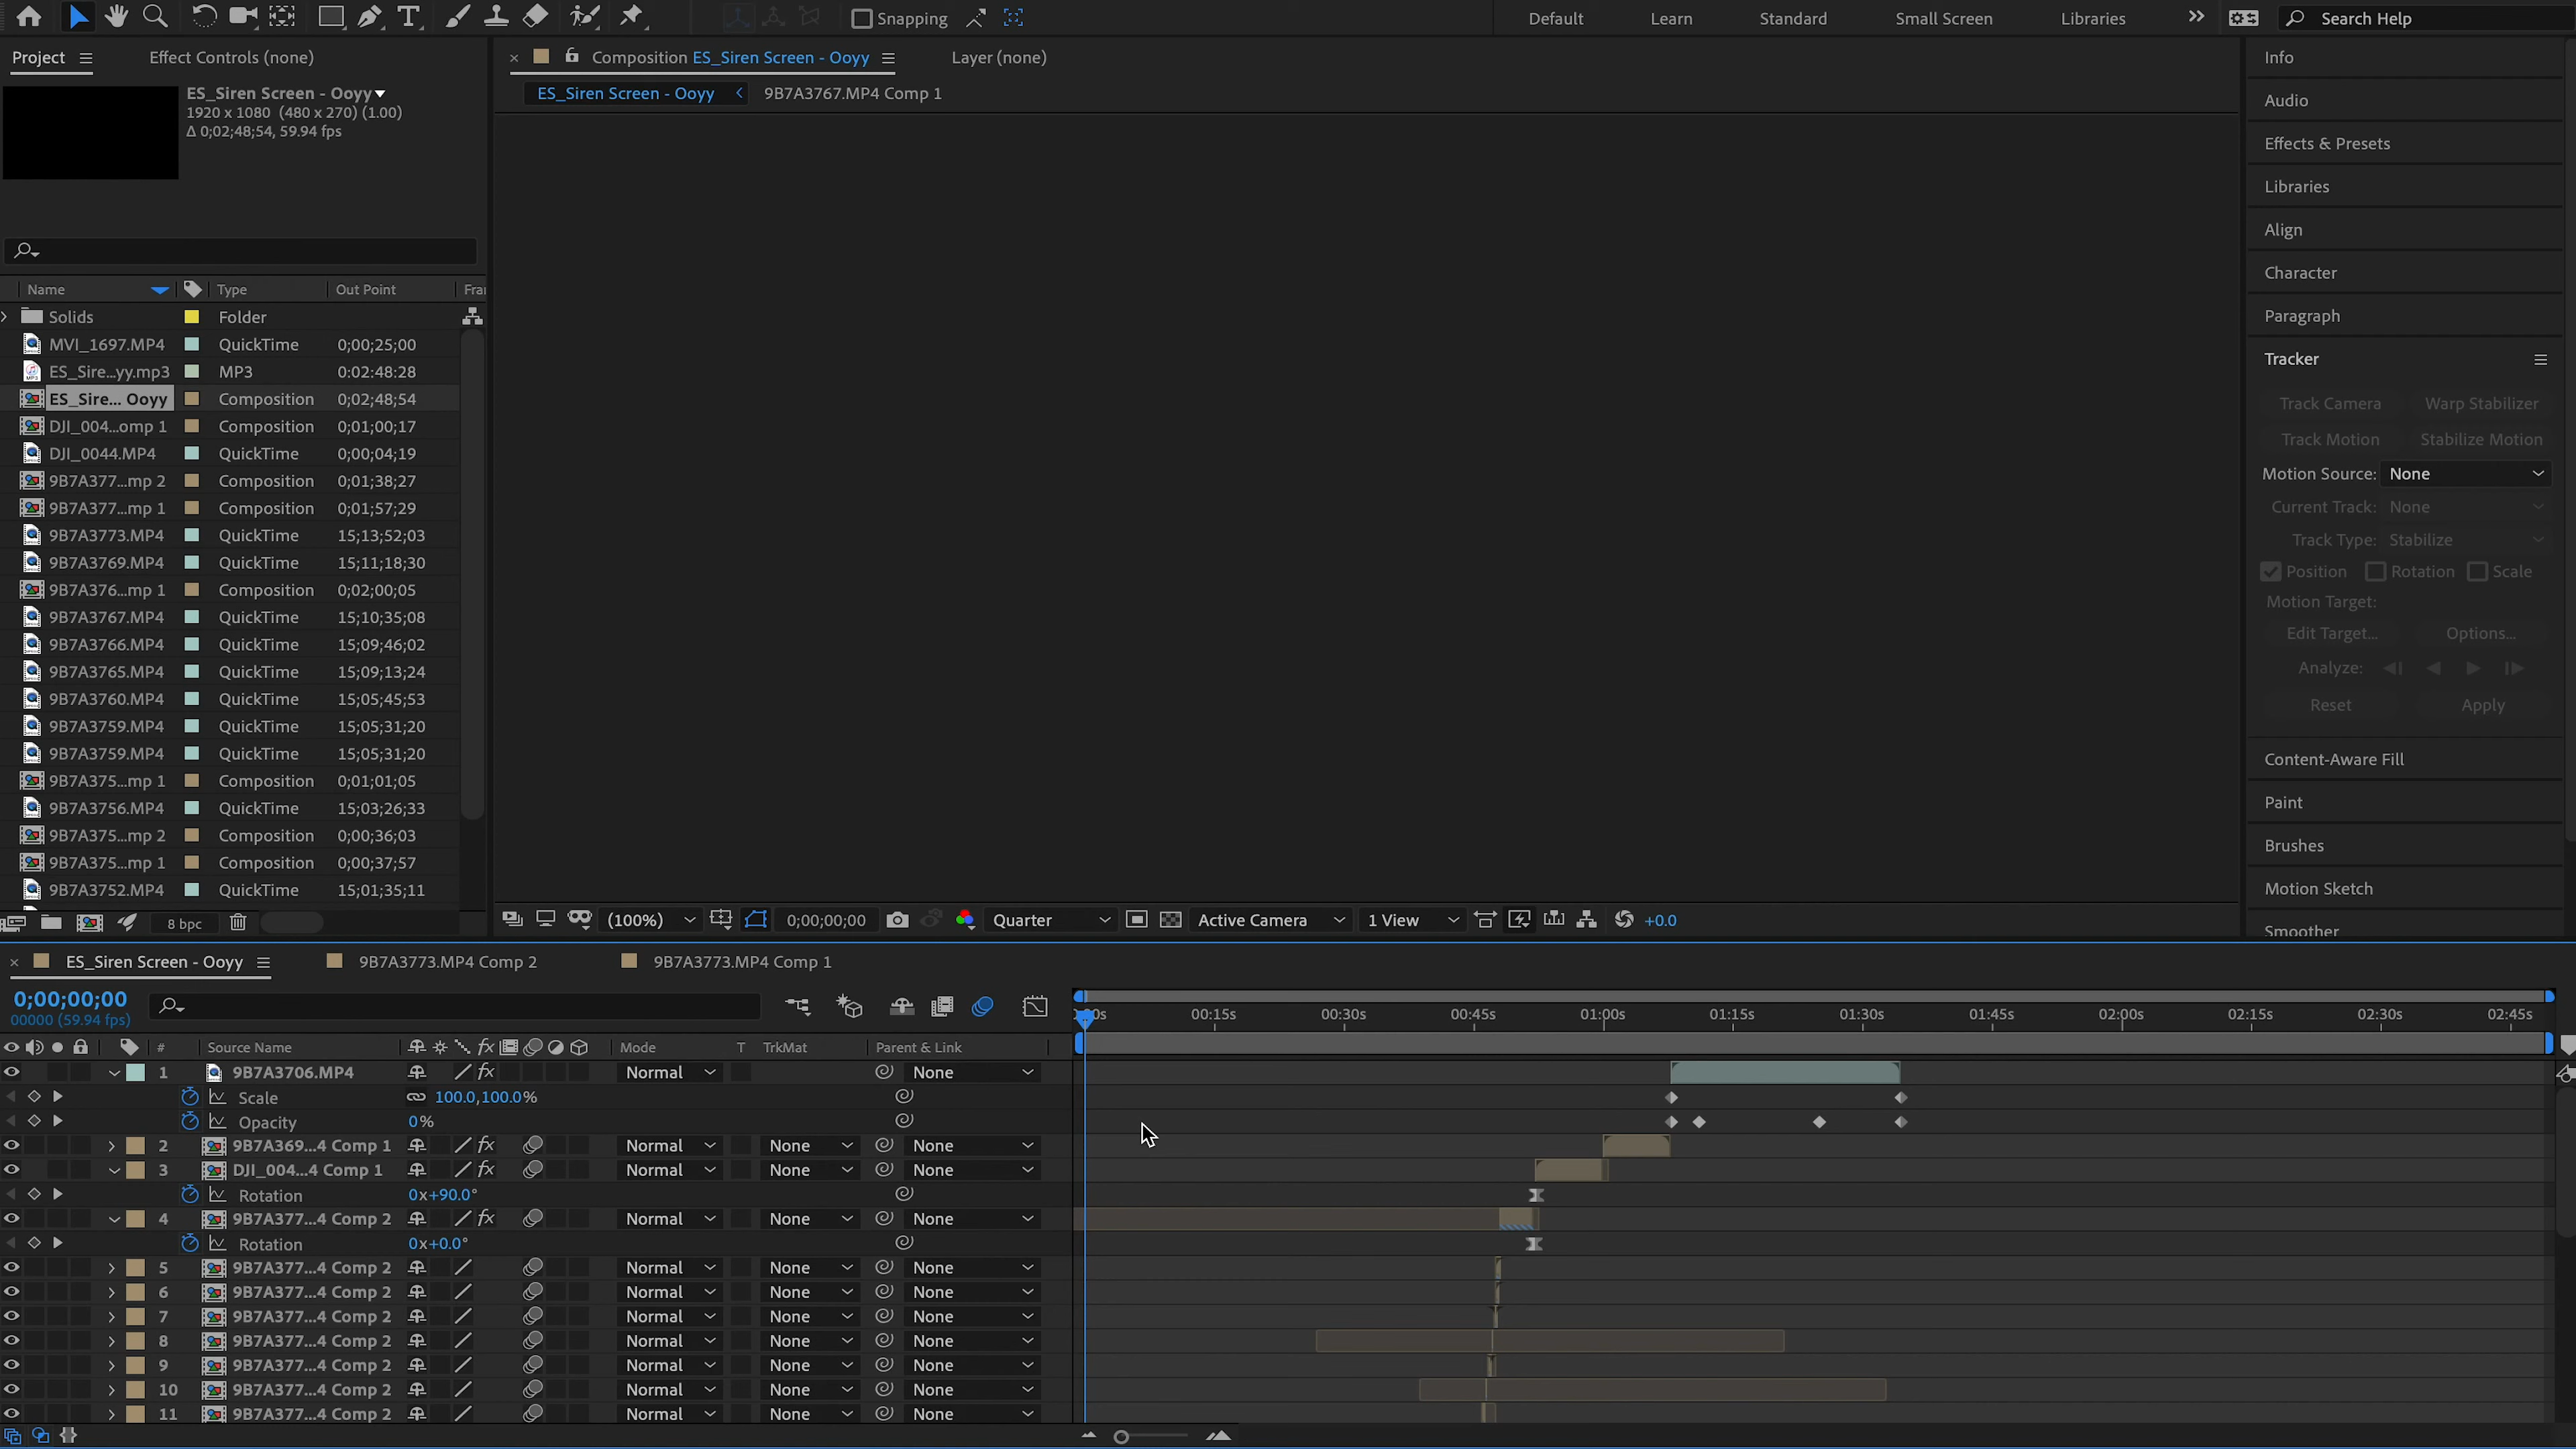 Snapping
Default Learn Standard Small Screen Libraries Search Help
Project Effect Controls (none) Composition ES_Siren Screen - Ooyy Layer (none) Info
ES_Siren Screen - Ooyy
1920 x 1080 (480 x 270) (1.00)
Δ 0;02;48;54, 59.94 fps
ES_Siren Screen - Ooyy 9B7A3767.MP4 Comp 1
Audio
Effects & Presets
Libraries
Align
Character
Paragraph
Tracker
Track Camera Warp Stabilizer
Track Motion Stabilize Motion
Motion Source: None
Current Track: None
Track Type: Stabilize
Position Rotation Scale
Motion Target:
Edit Target... Options...
Analyze:
Reset Apply
Content-Aware Fill
Paint
Brushes
Motion Sketch
Smoother
Name Type Out Point Fra
Solids Folder
MVI_1697.MP4 QuickTime 0;00;25;00
ES_Sire...yy.mp3 MP3 0:02:48:28
ES_Sire... Ooyy Composition 0;02;48;54
DJI_004...omp 1 Composition 0;01;00;17
DJI_0044.MP4 QuickTime 0;00;04;19
9B7A377...mp 2 Composition 0;01;38;27
9B7A377...mp 1 Composition 0;01;57;29
9B7A3773.MP4 QuickTime 15;13;52;03
9B7A3769.MP4 QuickTime 15;11;18;30
9B7A376...mp 1 Composition 0;02;00;05
9B7A3767.MP4 QuickTime 15;10;35;08
9B7A3766.MP4 QuickTime 15;09;46;02
9B7A3765.MP4 QuickTime 15;09;13;24
9B7A3760.MP4 QuickTime 15;05;45;53
9B7A3759.MP4 QuickTime 15;05;31;20
9B7A3759.MP4 QuickTime 15;05;31;20
9B7A375...mp 1 Composition 0;01;01;05
9B7A3756.MP4 QuickTime 15;03;26;33
9B7A375...mp 2 Composition 0;00;36;03
9B7A375...mp 1 Composition 0;00;37;57
9B7A3752.MP4 QuickTime 15;01;35;11
8 bpc (100%) 0;00;00;00 Quarter Active Camera 1 View +0.0
ES_Siren Screen - Ooyy 9B7A3773.MP4 Comp 2 9B7A3773.MP4 Comp 1
0;00;00;00
00000 (59.94 fps)
00s 00:15s 00:30s 00:45s 01:00s 01:15s 01:30s 01:45s 02:00s 02:15s 02:30s 02:45s
# Source Name fx Mode T TrkMat Parent & Link
1 9B7A3706.MP4 fx Normal None
Scale 100.0,100.0%
Opacity 0%
2 9B7A369...4 Comp 1 fx Normal None None
3 DJI_004...4 Comp 1 fx Normal None None
Rotation 0x+90.0°
4 9B7A377...4 Comp 2 fx Normal None None
Rotation 0x+0.0°
5 9B7A377...4 Comp 2 Normal None None
6 9B7A377...4 Comp 2 Normal None None
7 9B7A377...4 Comp 2 Normal None None
8 9B7A377...4 Comp 2 Normal None None
9 9B7A377...4 Comp 2 Normal None None
10 9B7A377...4 Comp 2 Normal None None
11 9B7A377...4 Comp 2 Normal None None